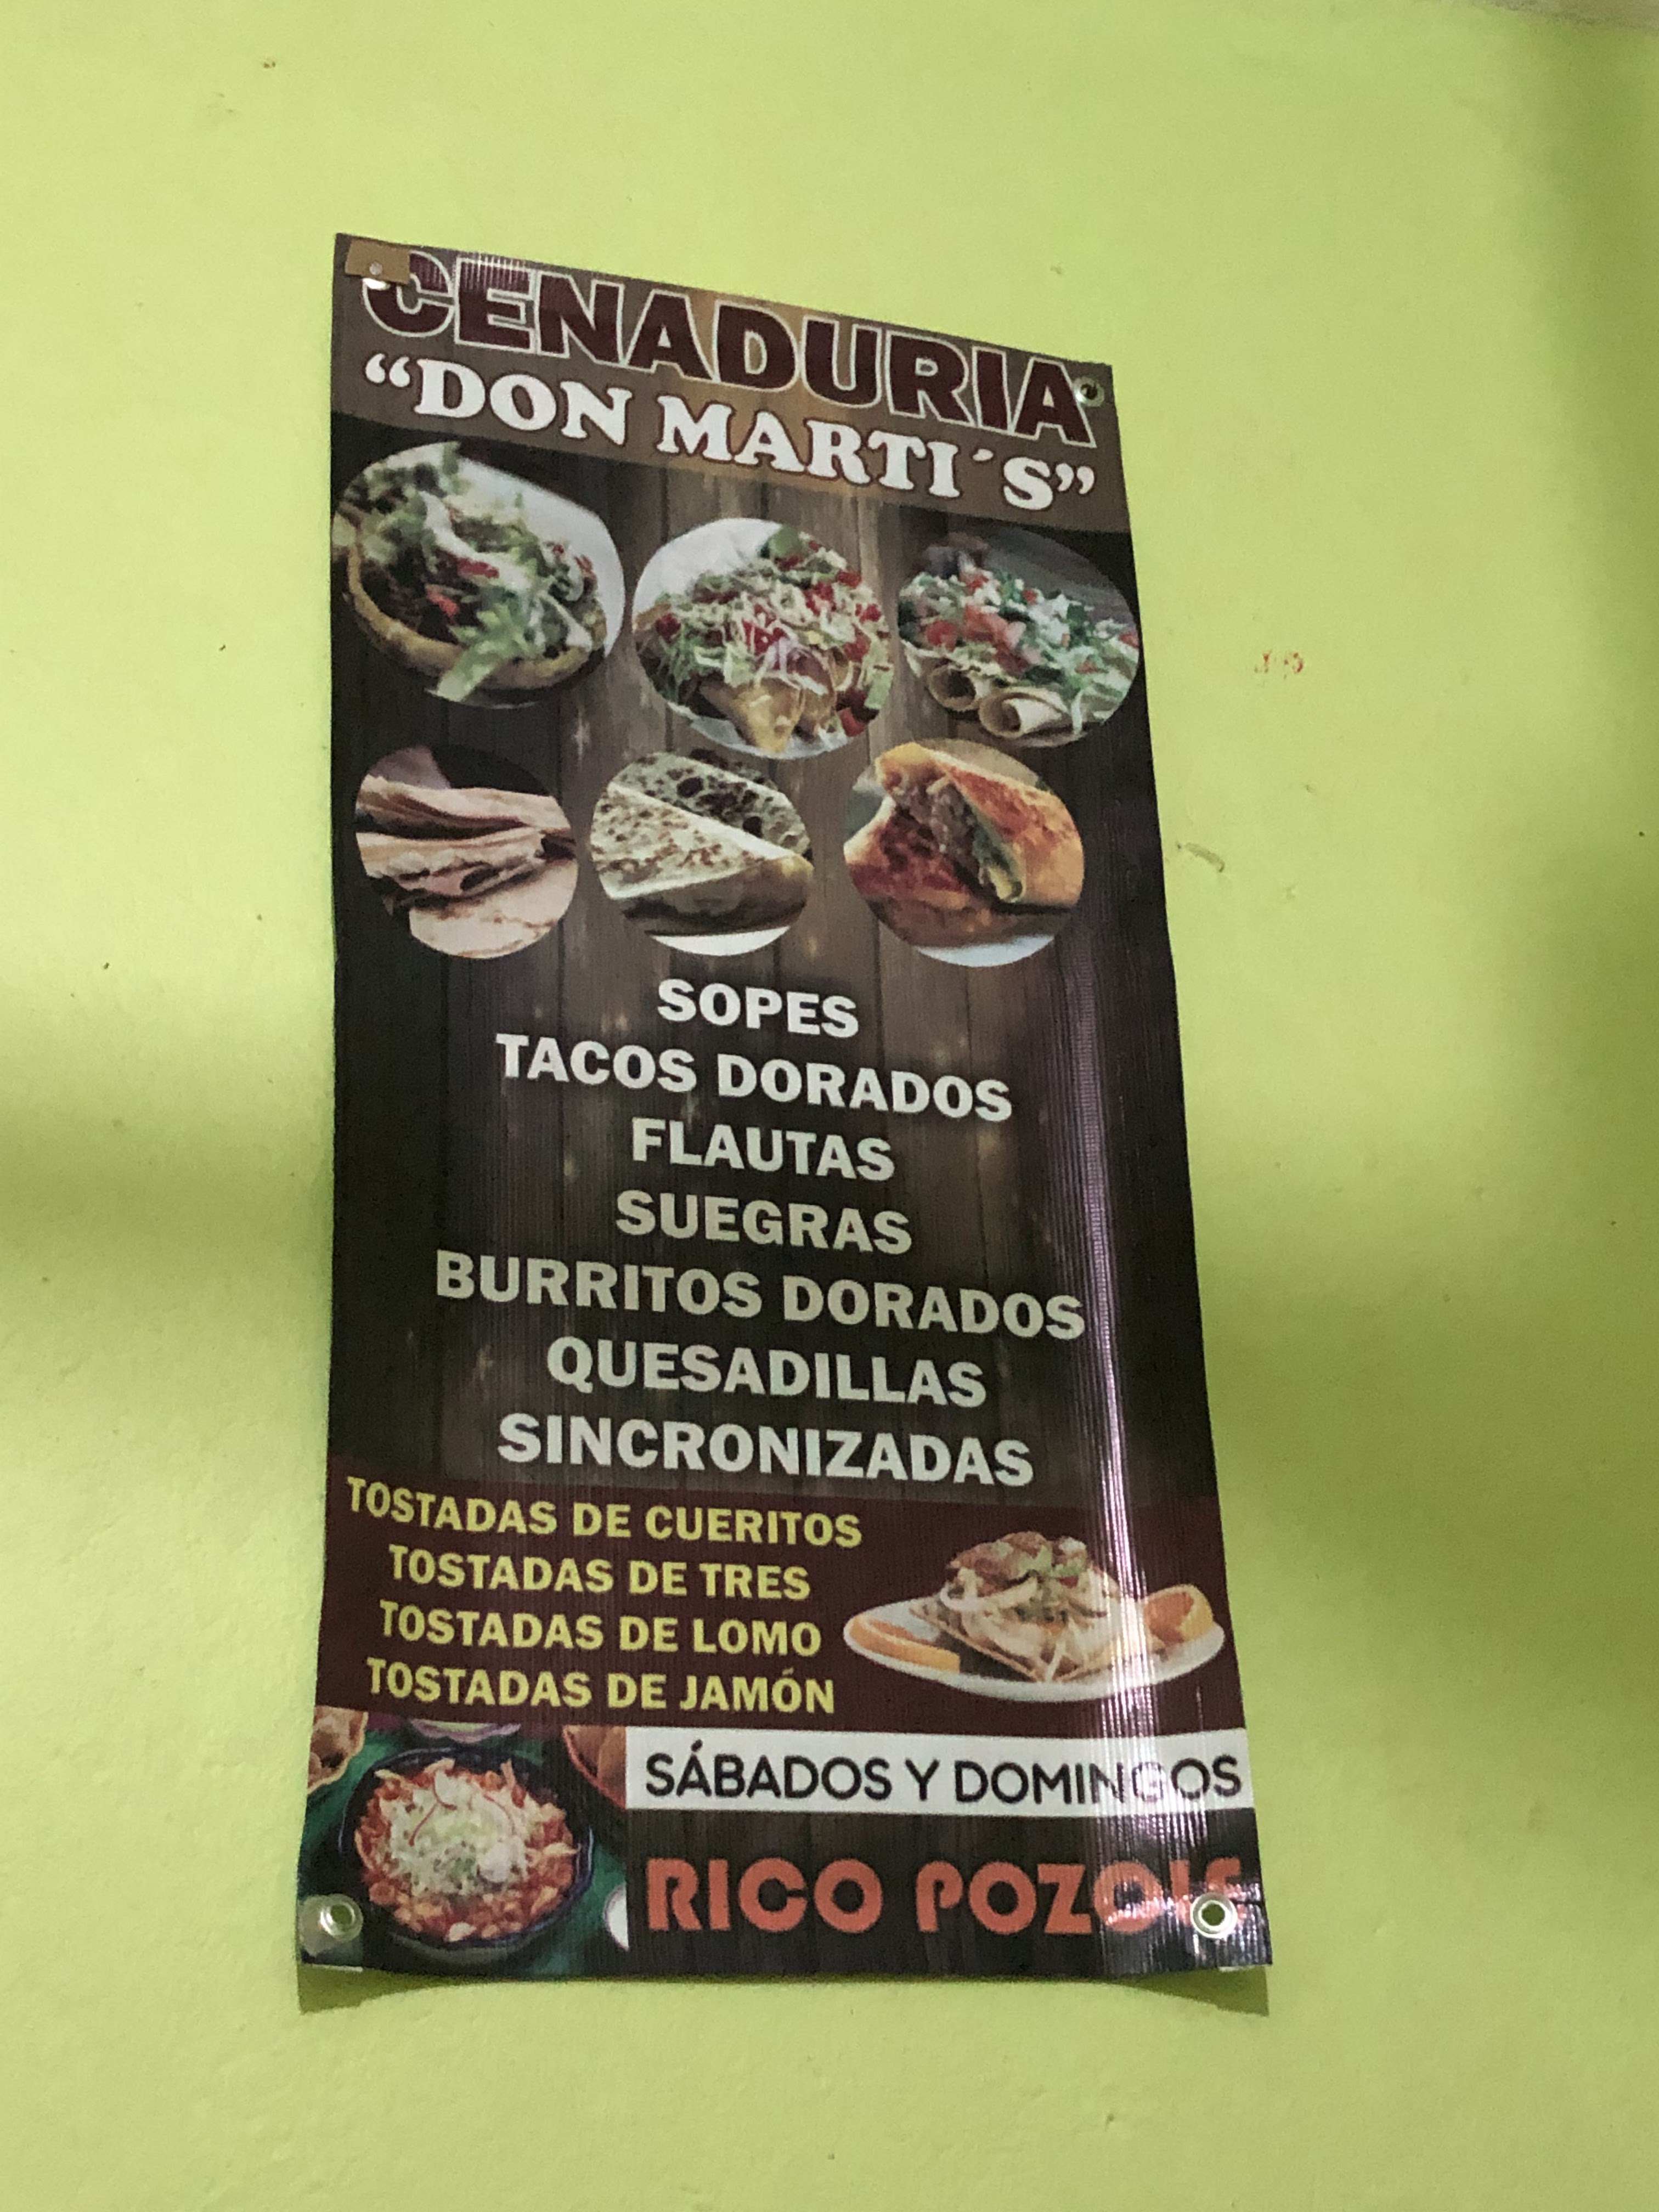 CENADURIA
“DON MARTI´S”
SOPES
TACOS DORADOS
FLAUTAS
SUEGRAS
BURRITOS DORADOS
QUESADILLAS
SINCRONIZADAS
TOSTADAS DE CUERITOS
TOSTADAS DE TRES
TOSTADAS DE LOMO
TOSTADAS DE JAMÓN
SÁBADOS Y DOMINGOS
RICO POZOLE